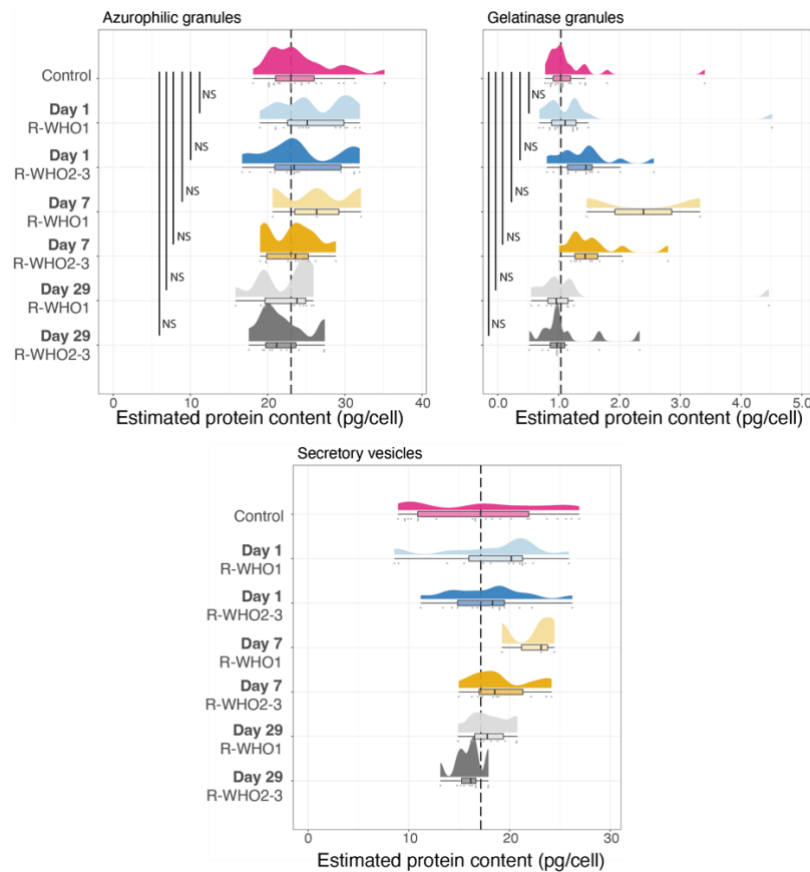 Azurophilic granules
Control
Day 1
R-WHO1
Day 1
R-WHO2-3
Day 7
R-WHO1
Day 7
R-WHO2-3
Day 29
R-WHO1
Day 29
R-WHO2-3
NS
NS
NS
NS
NS
NS
0 10 20 30 40
Estimated protein content (pg/cell)
Gelatinase granules
NS
NS
NS
NS
NS
NS
0.0 1.0 2.0 3.0 4.0 5.0
Estimated protein content (pg/cell)
Secretory vesicles
Control
Day 1
R-WHO1
Day 1
R-WHO2-3
Day 7
R-WHO1
Day 7
R-WHO2-3
Day 29
R-WHO1
Day 29
R-WHO2-3
0 10 20 30
Estimated protein content (pg/cell)